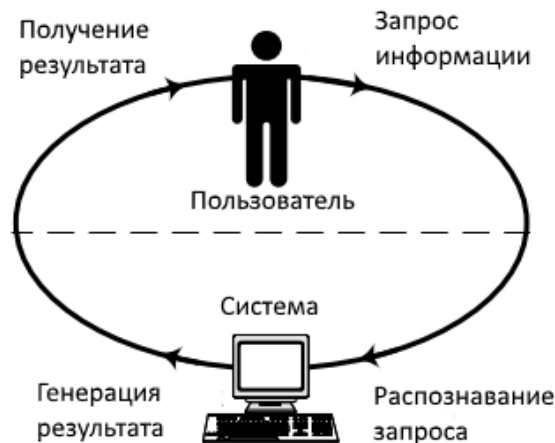 Получение
результата
Запрос
информации
Пользователь
Система
Генерация
результата
Распознавание
запроса